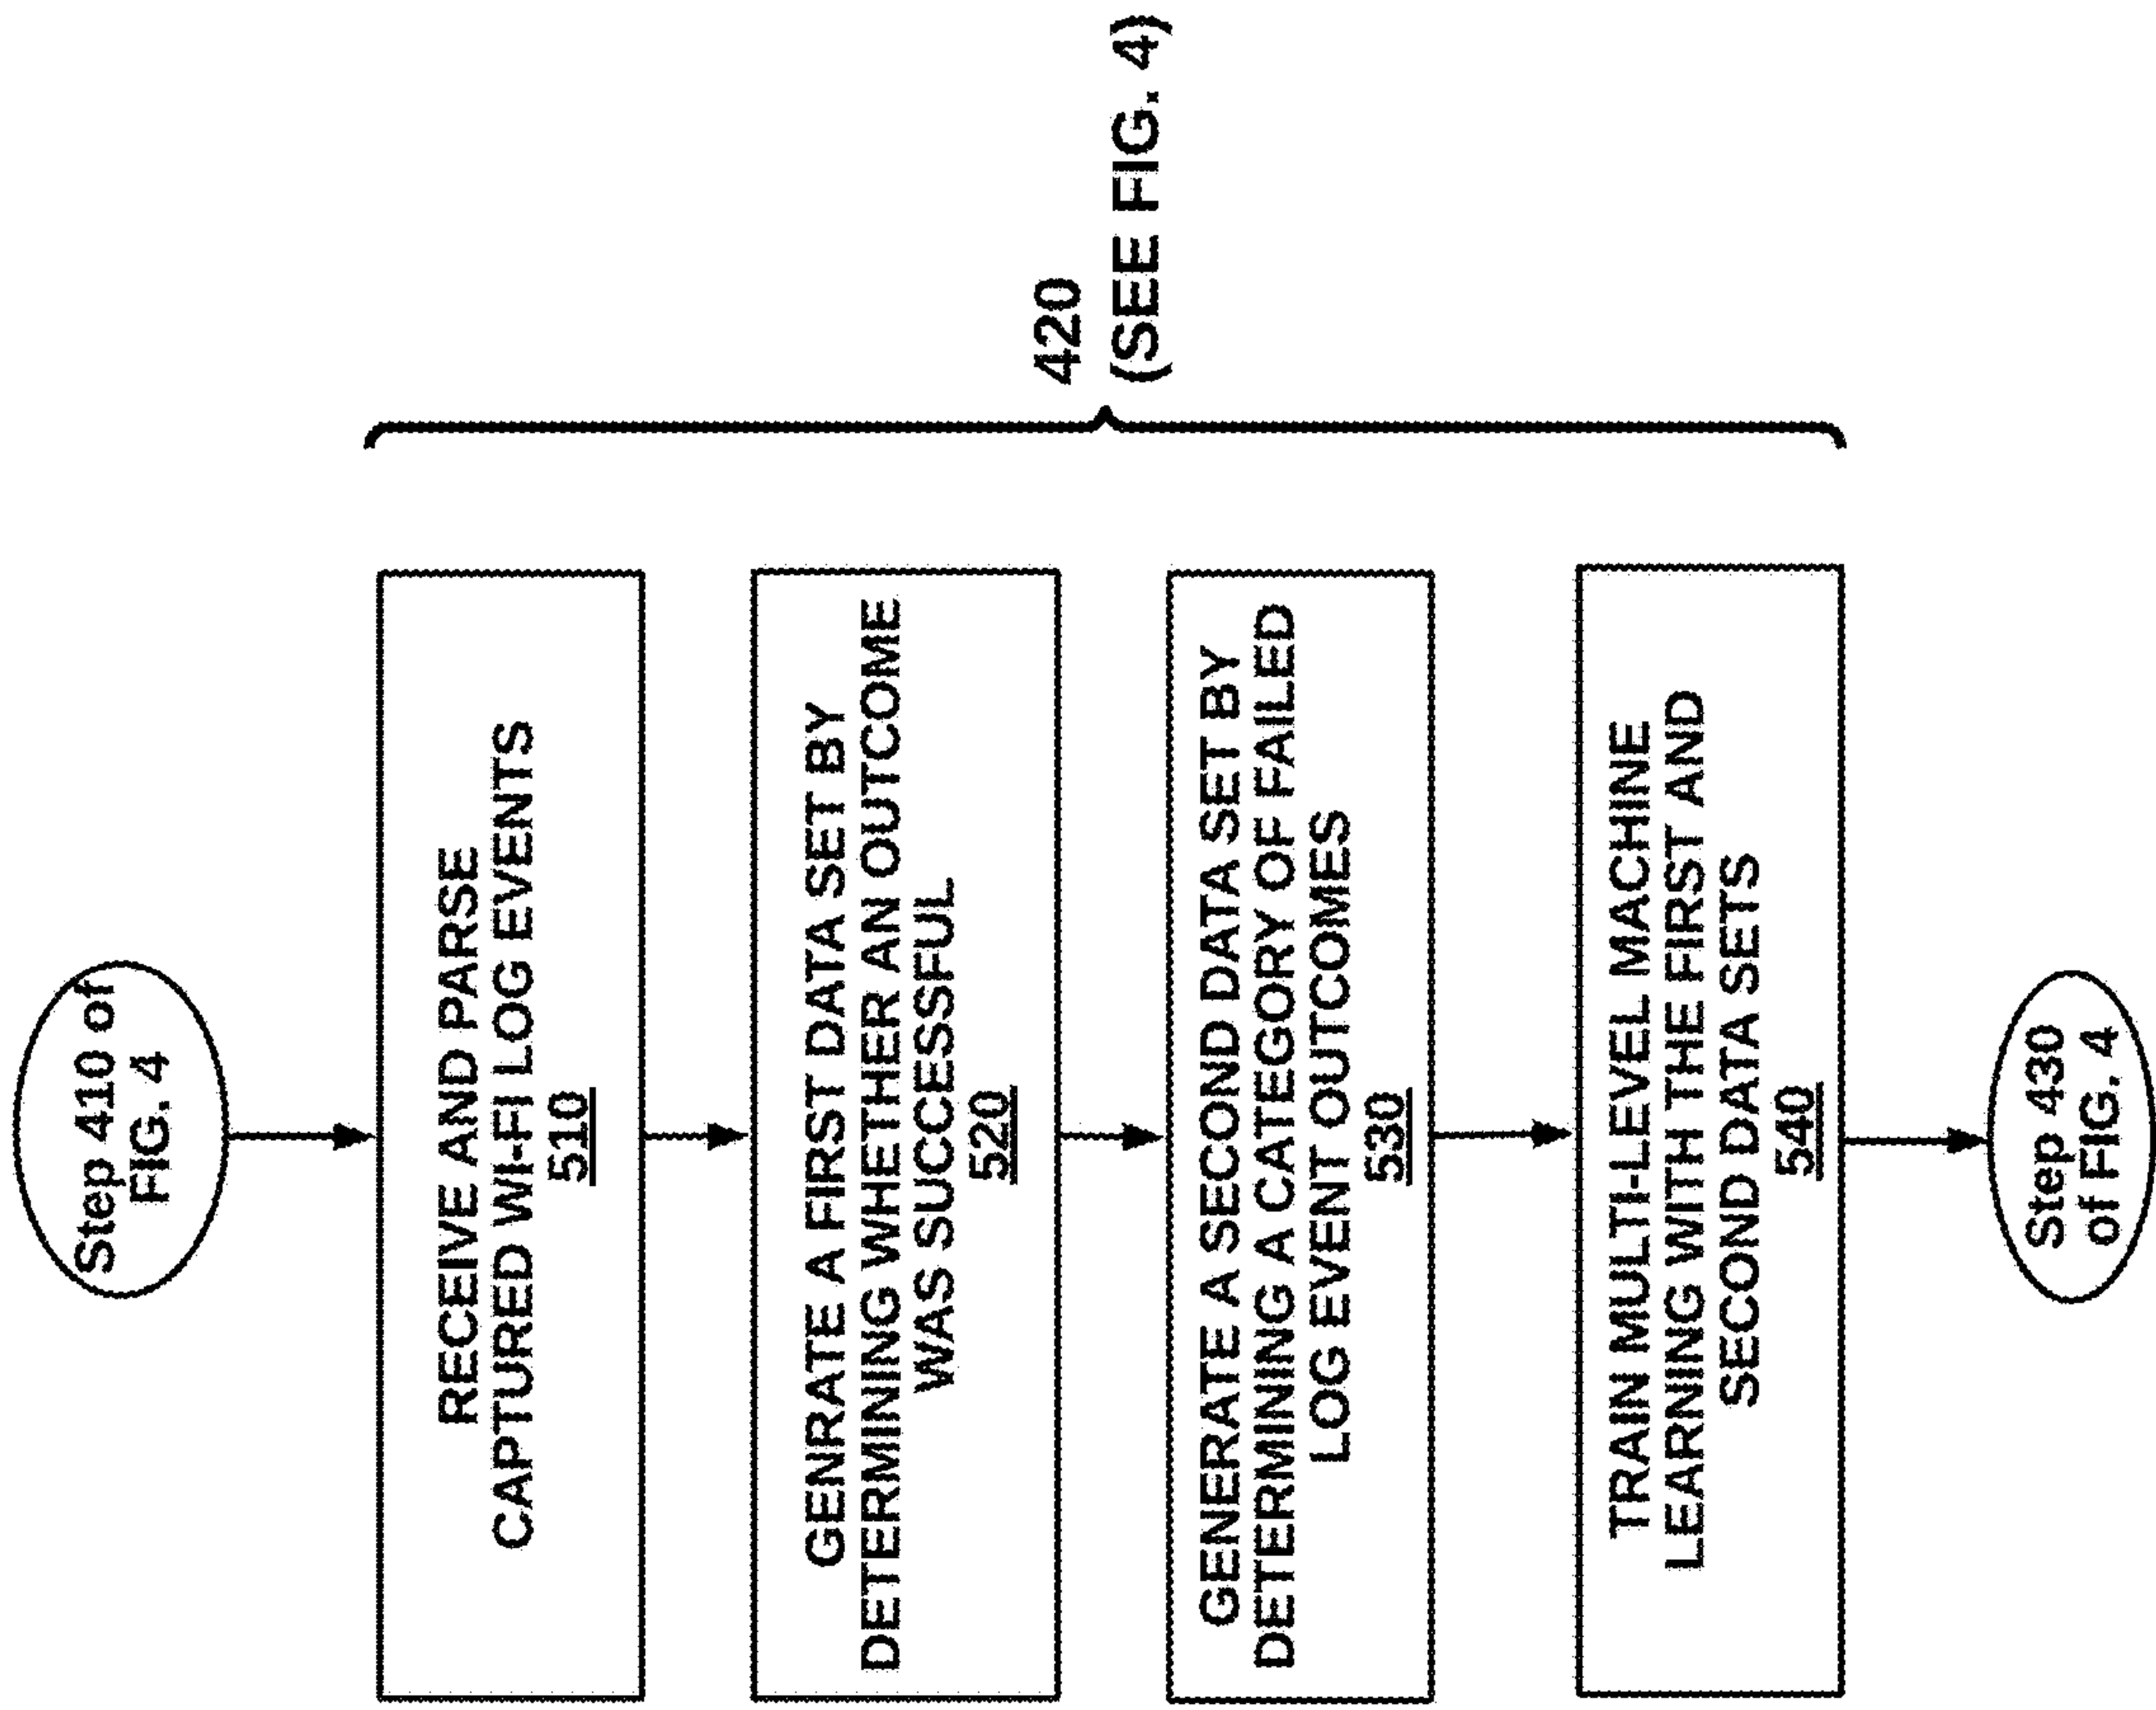 Step 410 of
FIG. 4
RECEIVE AND PARSE
CAPTURED WI-FI LOG EVENTS
510
GENRATE A FIRST DATA SET BY
DETERMINING WHETHER AN OUTCOME
WAS SUCCESSFUL
520
GENERATE A SECOND DATA SET BY
DETERMINING A CATEGORY OF FAILED
LOG EVENT OUTCOMES
530
TRAIN MULTI-LEVEL MACHINE
LEARNING WITH THE FIRST AND
SECOND DATA SETS
540
Step 430
of FIG. 4
420
(SEE FIG. 4)